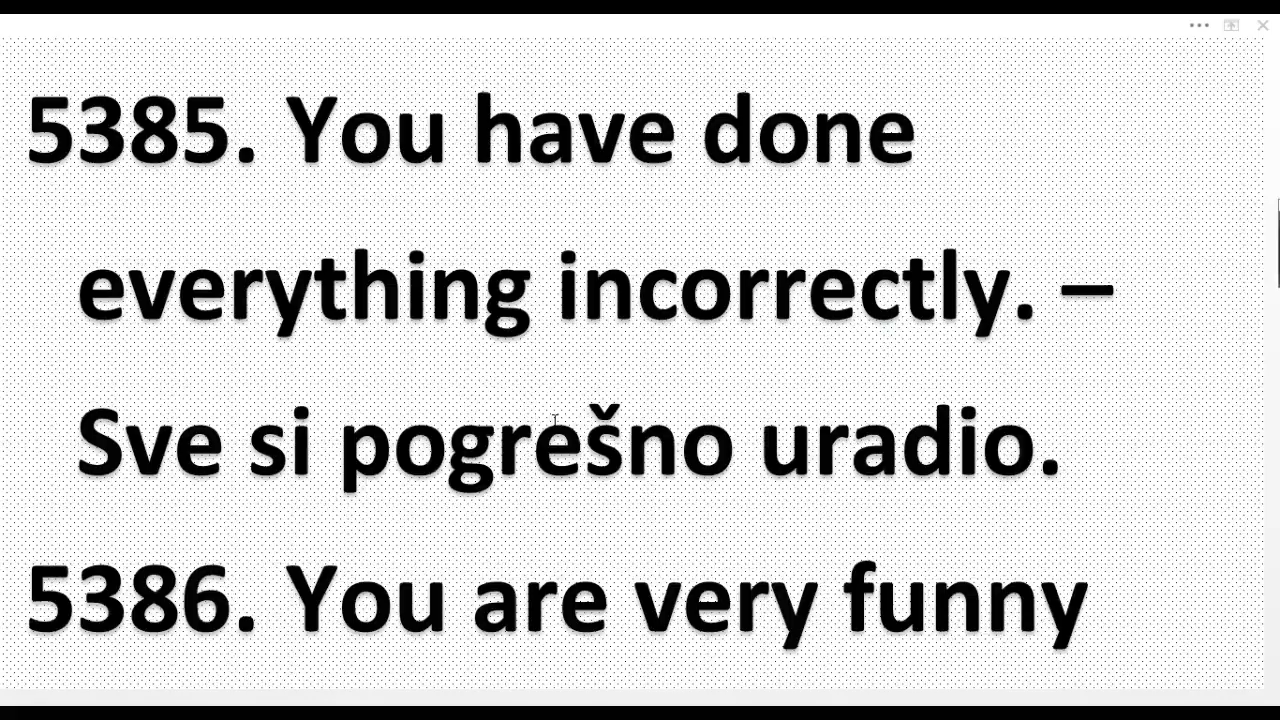 5385. You have done
everything incorrectly. –
Sve si pogrešno uradio.
5386. You are very funny